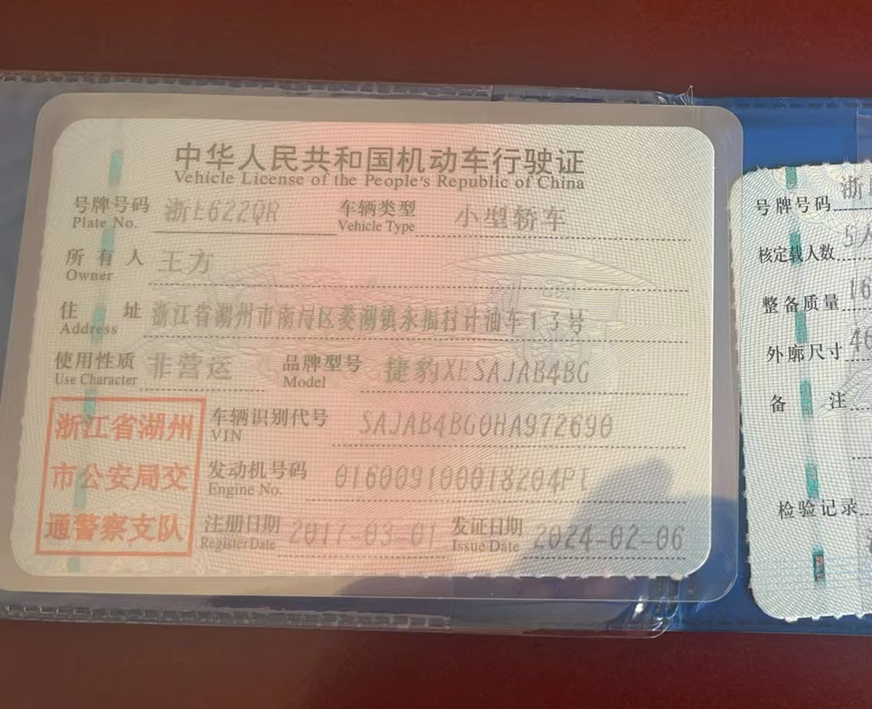 中华人民共和国机动车行驶证
Vehicle License of the People's Republic of China
号牌号码 浙E622QR 车辆类型 小型轿车
Plate No. Vehicle Type
所有人 王方
Owner
住址 浙江省湖州市南浔区菱湖镇永福村计油车13号
Address
使用性质 非营运 品牌型号 捷豹XESAJAB4BG
Use Character Model
浙江省湖州
市公安局交
通警察支队
车辆识别代号 SAJAB4BG0HA972690
VIN
发动机号码 016009100018204PT
Engine No.
注册日期 2017-03-01 发证日期 2024-02-06
Register Date Issue Date
号牌号码 浙
核定载人数 5人
整备质量 16
外廓尺寸 46
备注
检验记录